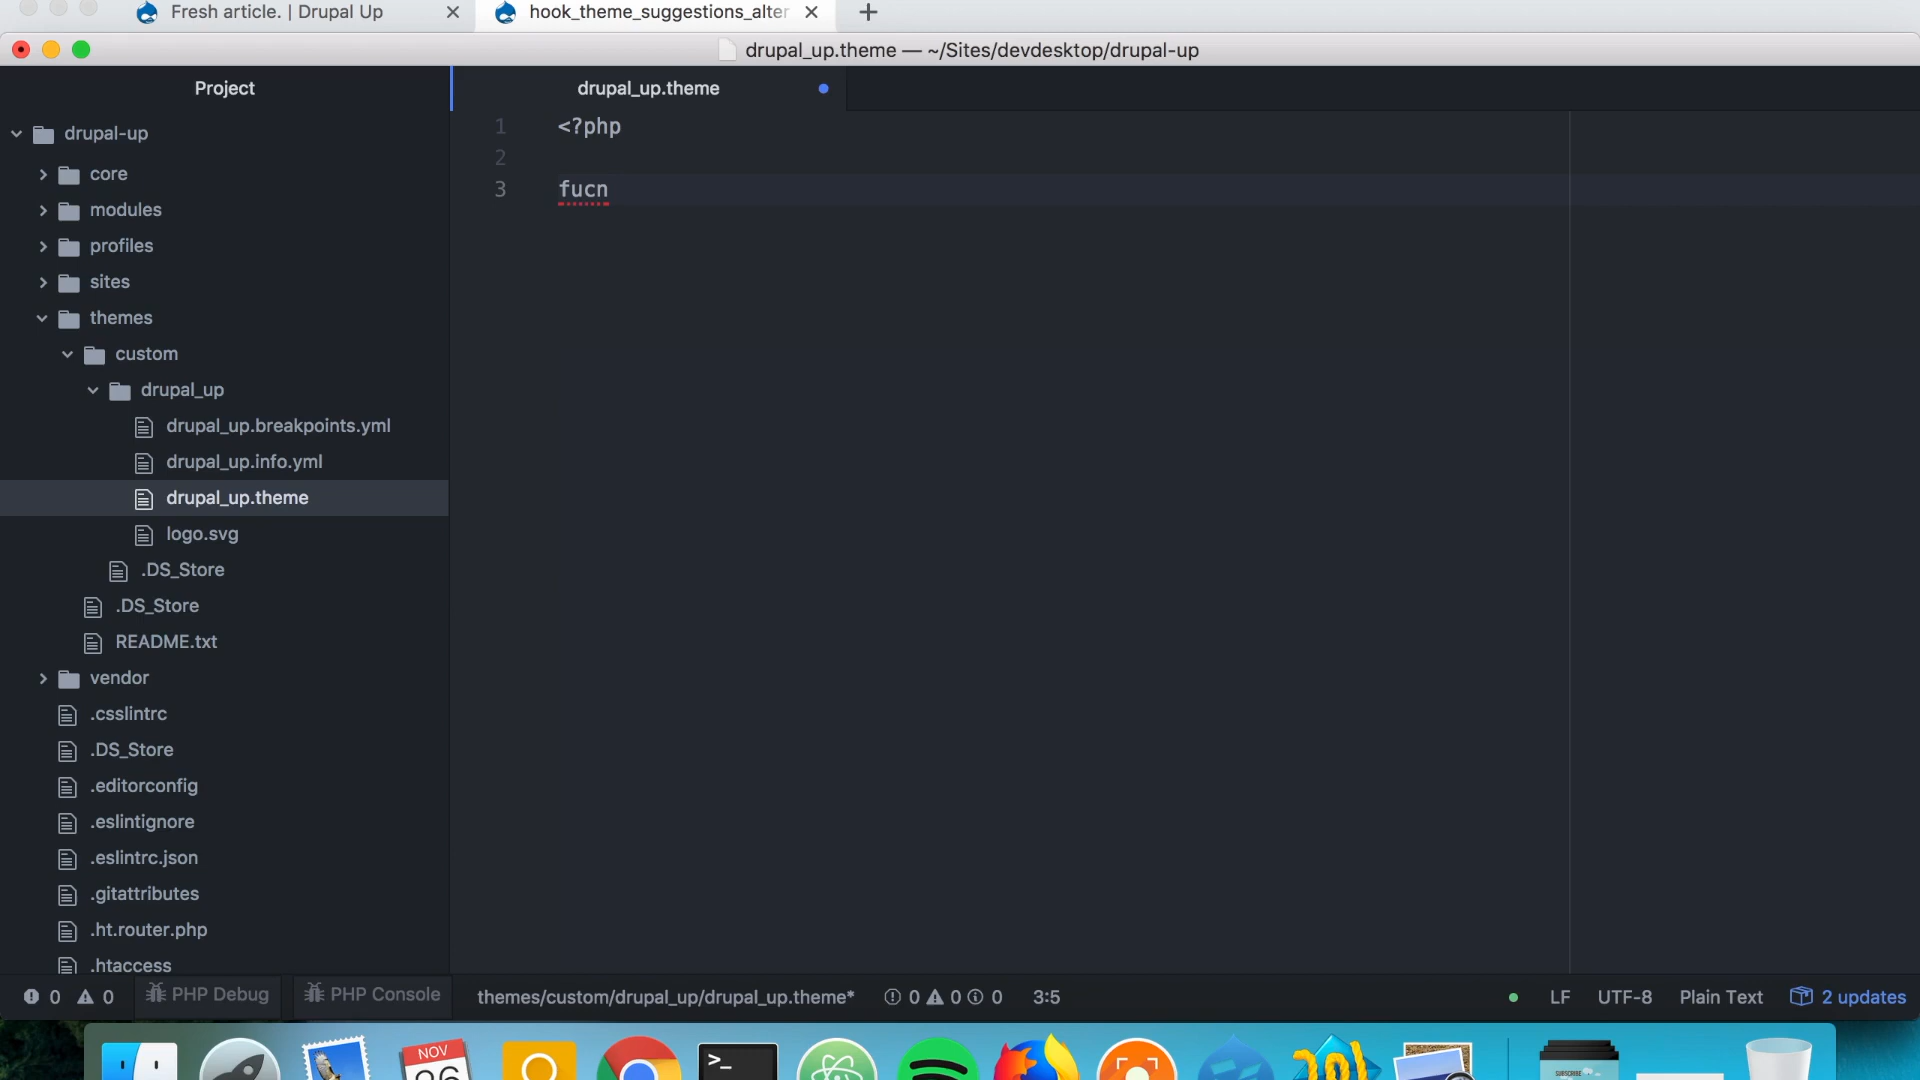 Fresh article. | Drupal Up
hook_theme_suggestions_alter
drupal_up.theme — ~/Sites/devdesktop/drupal-up
Project
drupal_up.theme
drupal-up
core
modules
profiles
sites
themes
custom
drupal_up
drupal_up.breakpoints.yml
drupal_up.info.yml
drupal_up.theme
logo.svg
.DS_Store
.DS_Store
README.txt
vendor
.csslintrc
.DS_Store
.editorconfig
.eslintignore
.eslintrc.json
.gitattributes
.ht.router.php
.htaccess
1 <?php
2
3 fucn
0 0 PHP Debug PHP Console themes/custom/drupal_up/drupal_up.theme* 0 0 0 3:5 LF UTF-8 Plain Text 2 updates
NOV
26
>_
101
SUBSCRIBE